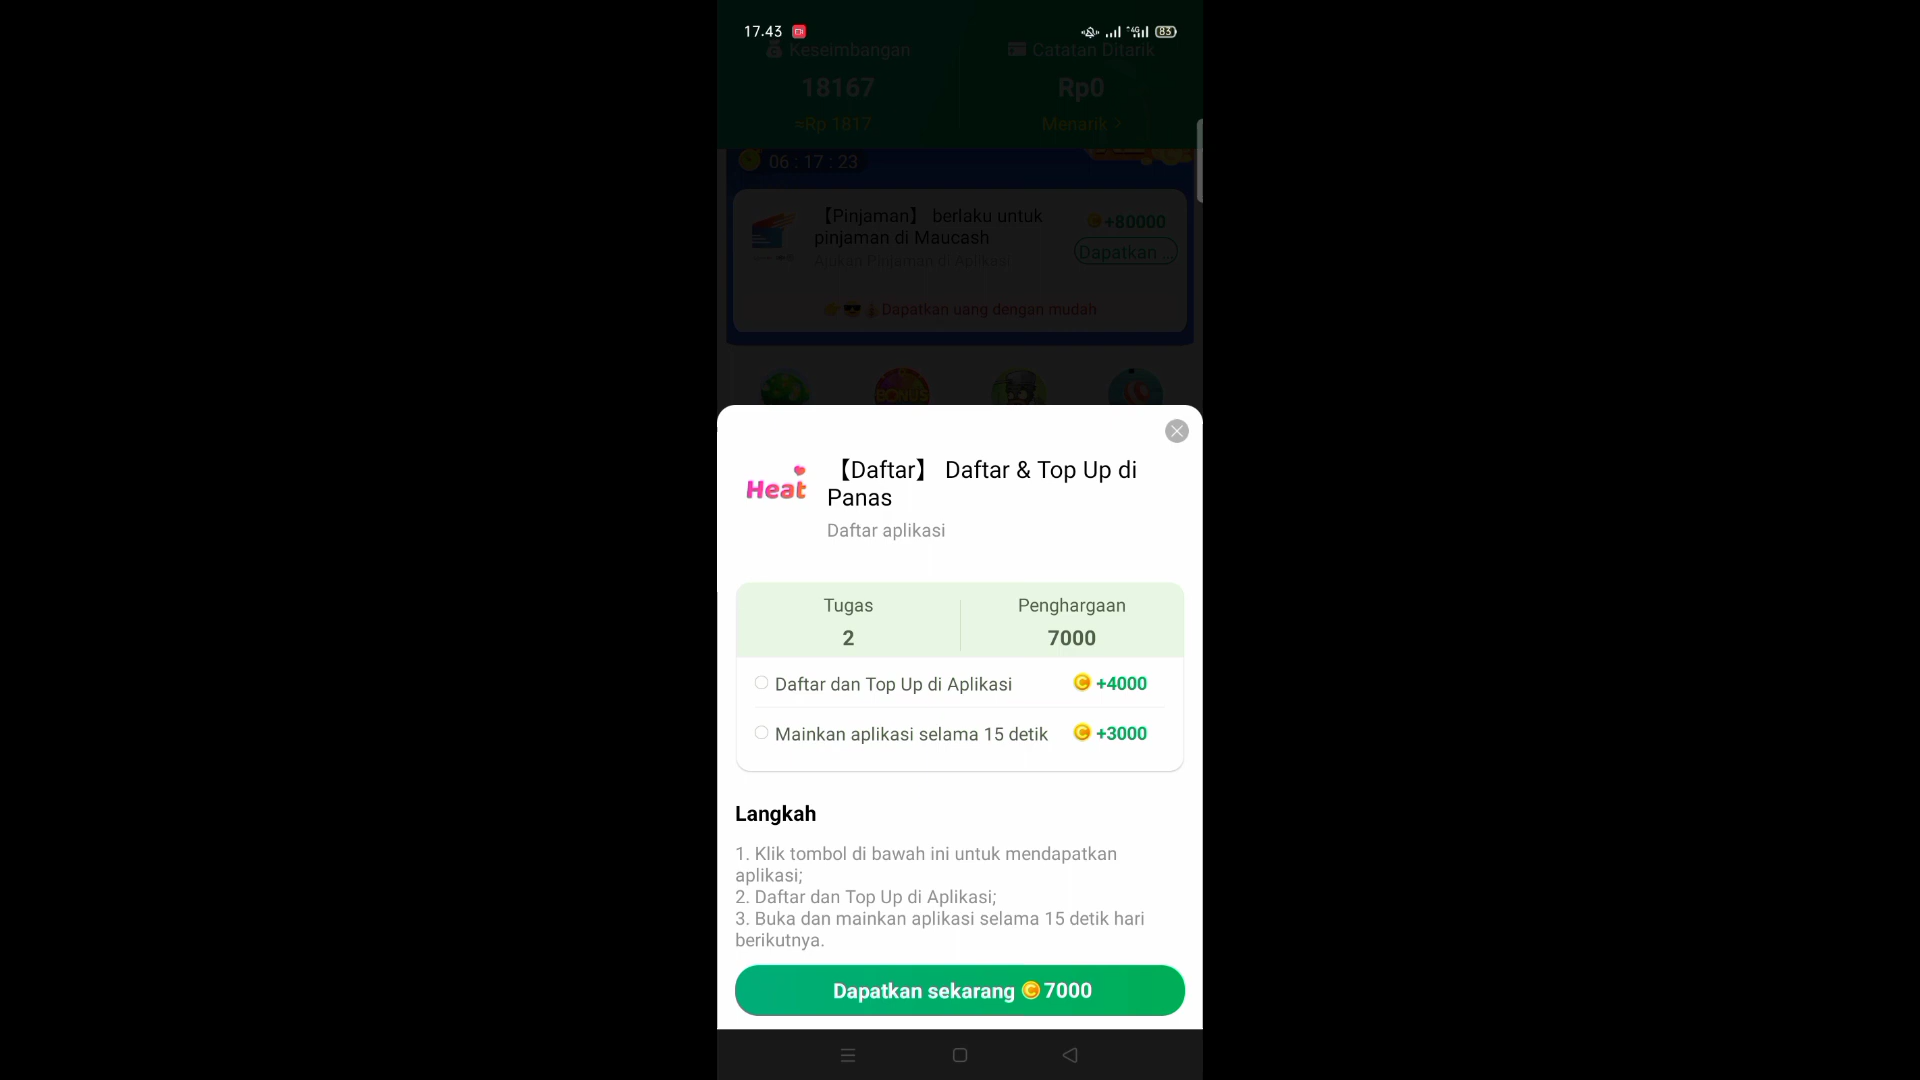 17.43
4G
83
Keseimbangan
Catatan Ditarik
18167
Rp0
≈Rp 1817
Menarik >
06 : 17 : 23
【Pinjaman】 berlaku untuk
pinjaman di Maucash
+80000
Dapatkan ...
Ajukan Pinjaman di Aplikasi
Dapatkan uang dengan mudah
BONUS
Heat
【Daftar】 Daftar & Top Up di
Panas
Daftar aplikasi
Tugas
Penghargaan
2
7000
Daftar dan Top Up di Aplikasi
+4000
Mainkan aplikasi selama 15 detik
+3000
Langkah
1. Klik tombol di bawah ini untuk mendapatkan
aplikasi;
2. Daftar dan Top Up di Aplikasi;
3. Buka dan mainkan aplikasi selama 15 detik hari
berikutnya.
Dapatkan sekarang 7000